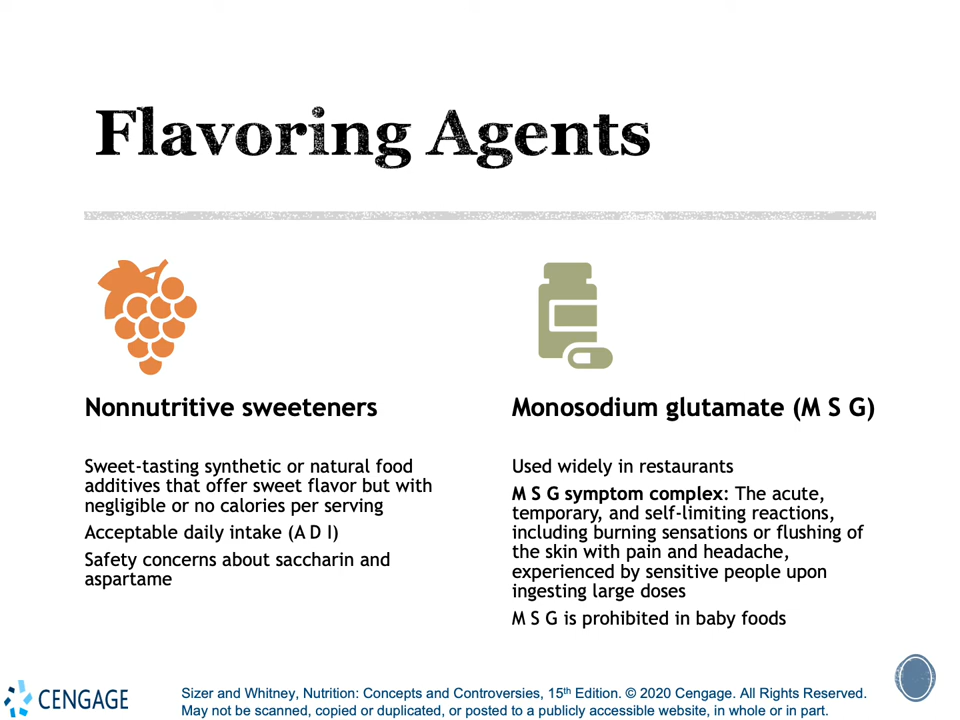 Flavoring Agents
Nonnutritive sweeteners
Sweet-tasting synthetic or natural food
additives that offer sweet flavor but with
negligible or no calories per serving
Acceptable daily intake (A D I)
Safety concerns about saccharin and
aspartame
Monosodium glutamate (M S G)
Used widely in restaurants
M S G symptom complex: The acute,
temporary, and self-limiting reactions,
including burning sensations or flushing of
the skin with pain and headache,
experienced by sensitive people upon
ingesting large doses
M S G is prohibited in baby foods
CENGAGE
Sizer and Whitney, Nutrition: Concepts and Controversies, 15th Edition. © 2020 Cengage. All Rights Reserved.
May not be scanned, copied or duplicated, or posted to a publicly accessible website, in whole or in part.